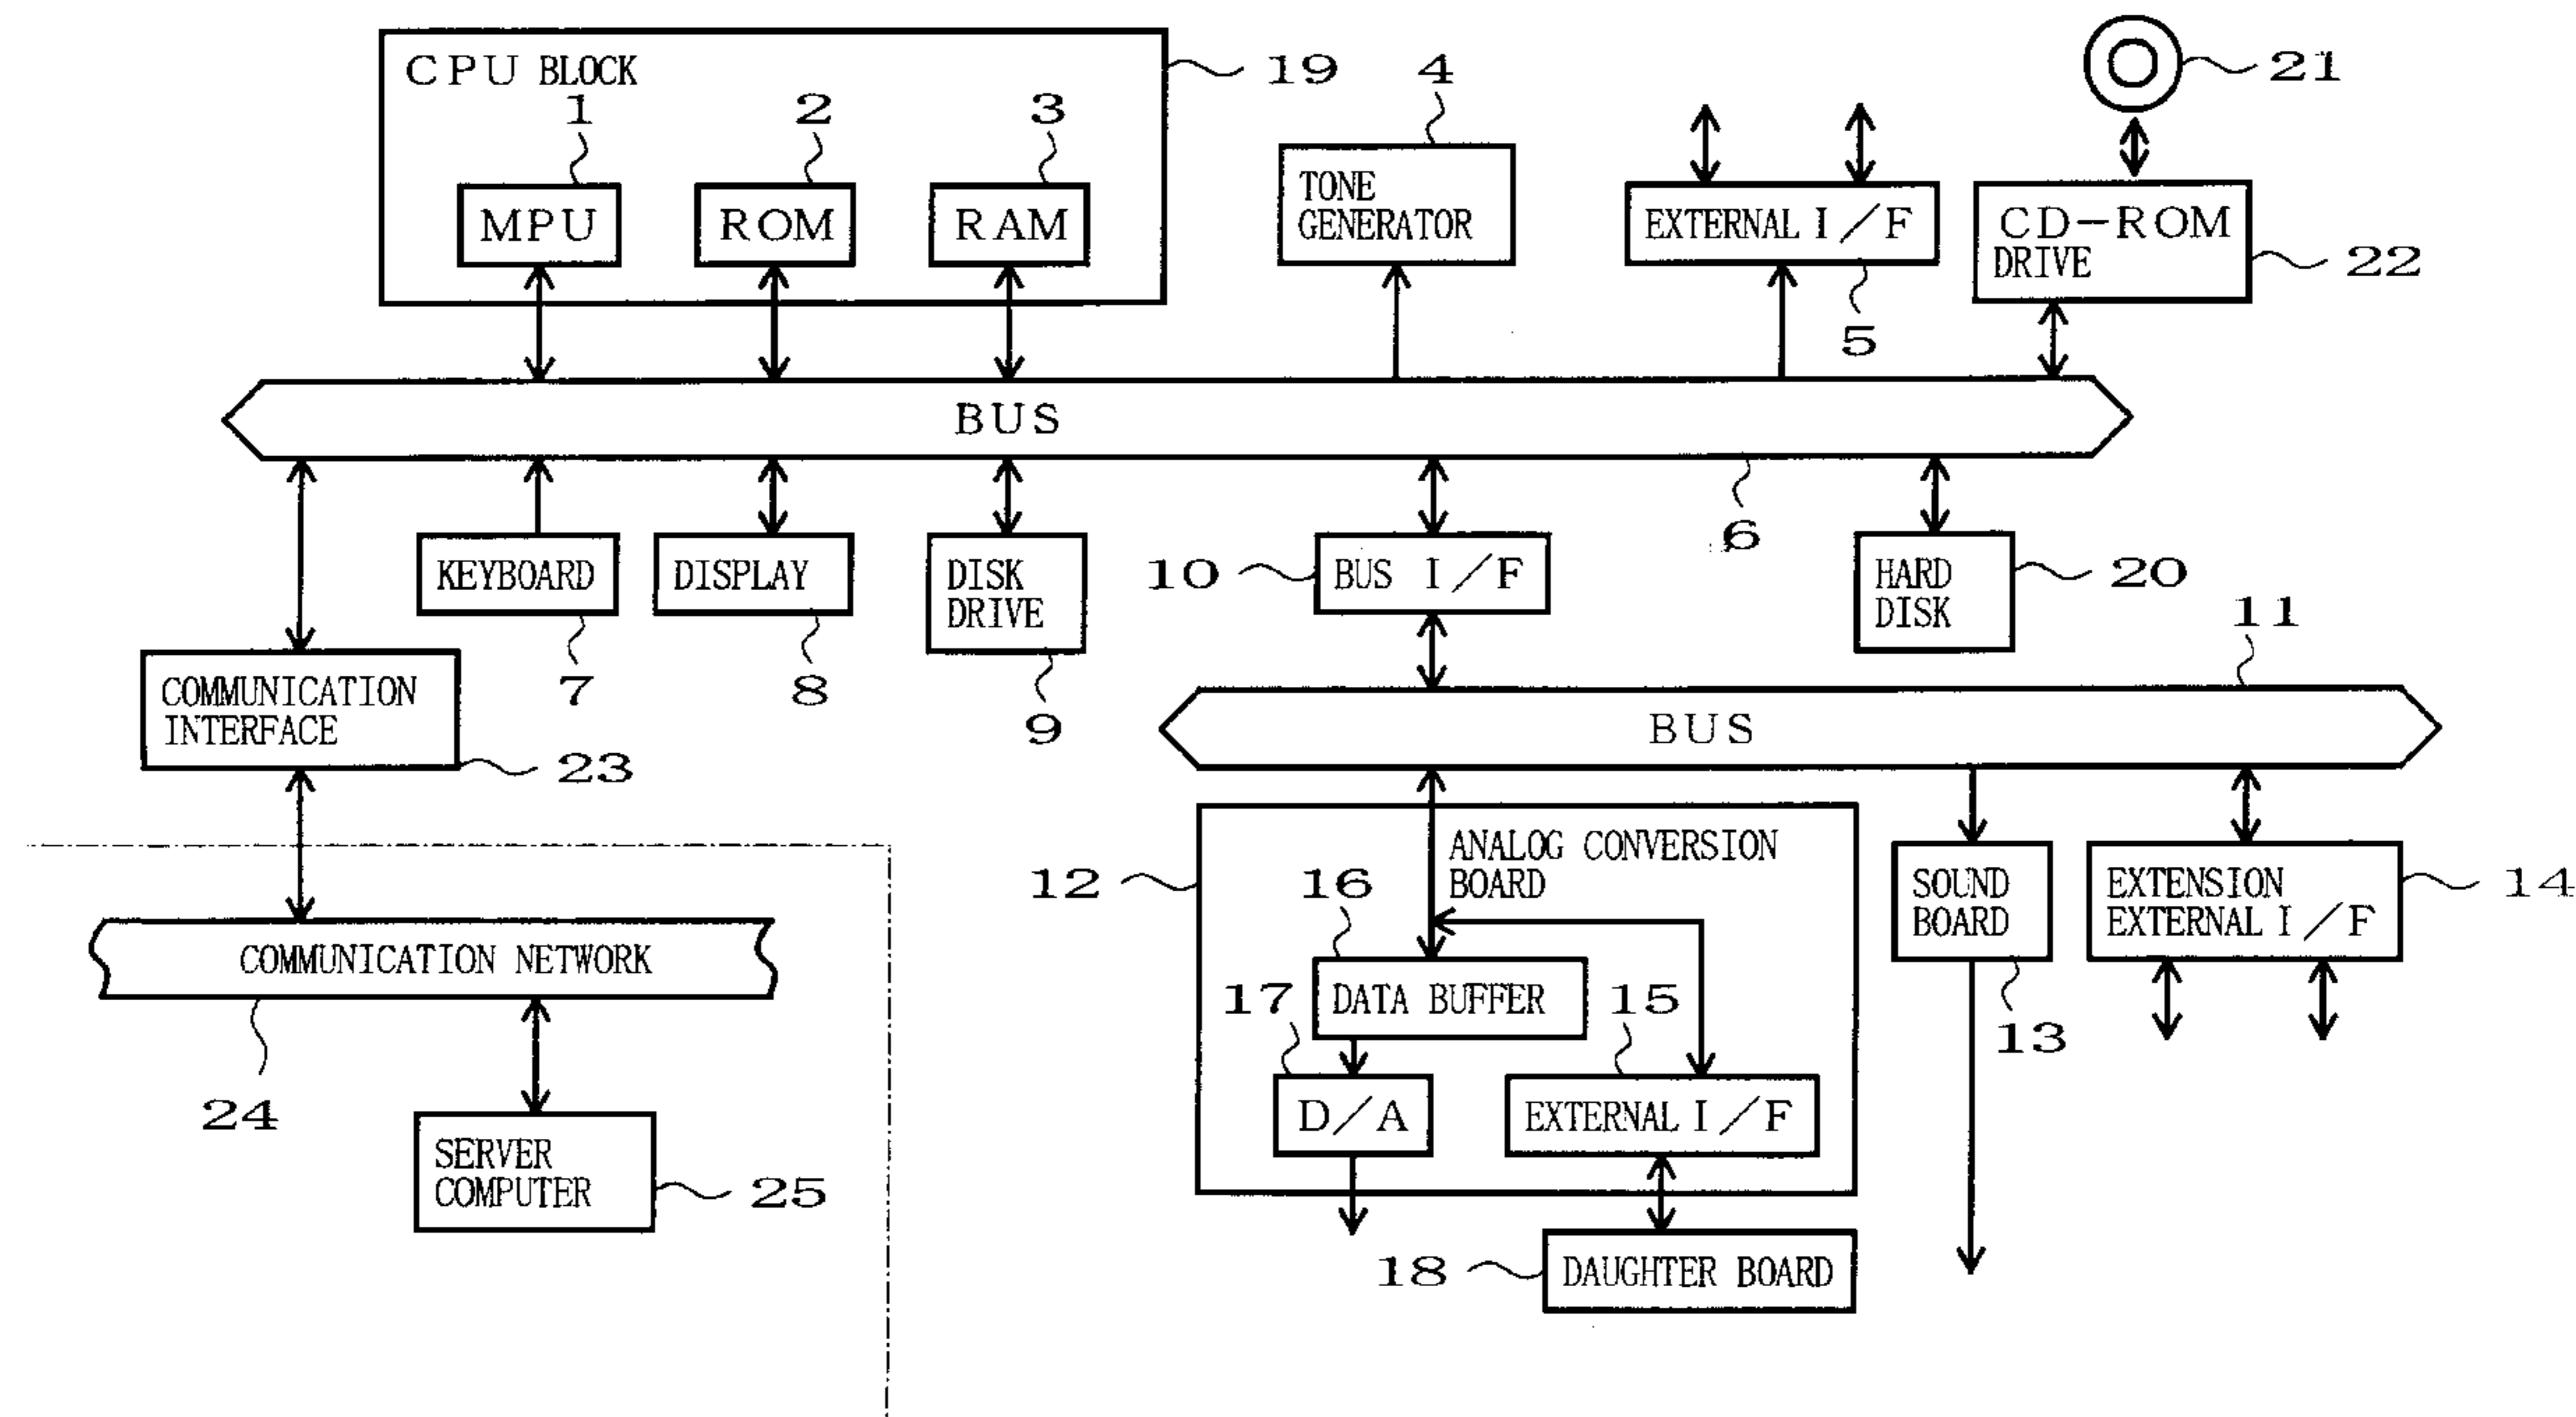 CPU BLOCK
19
4
21
1
2
3
TONE
GENERATOR
MPU
ROM
RAM
EXTERNAL I/F
CD-ROM
DRIVE
22
5
BUS
6
KEYBOARD
DISPLAY
DISK
DRIVE
10
BUS I/F
HARD
DISK
20
11
7
8
9
COMMUNICATION
INTERFACE
23
BUS
12
ANALOG CONVERSION
BOARD
16
SOUND
BOARD
EXTENSION
EXTERNAL I/F
14
COMMUNICATION NETWORK
17
DATA BUFFER
15
13
24
D/A
EXTERNAL I/F
SERVER
COMPUTER
25
18
DAUGHTER BOARD